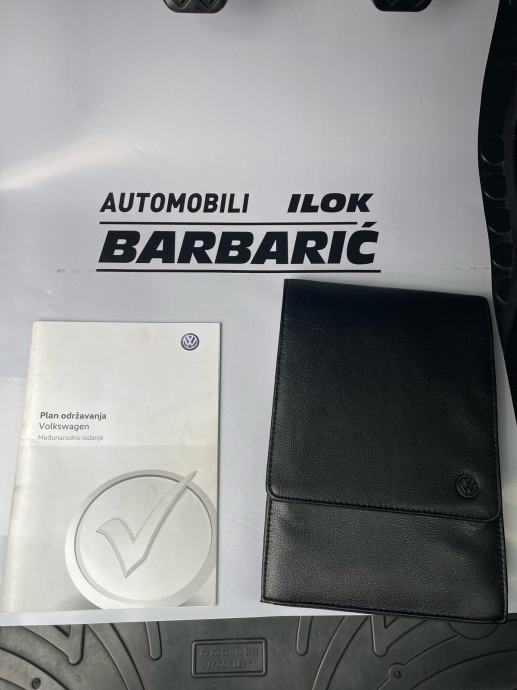 AUTOMOBILI ILOK
BARBARIĆ
Plan održavanja
Volkswagen
Međunarodno izdanje